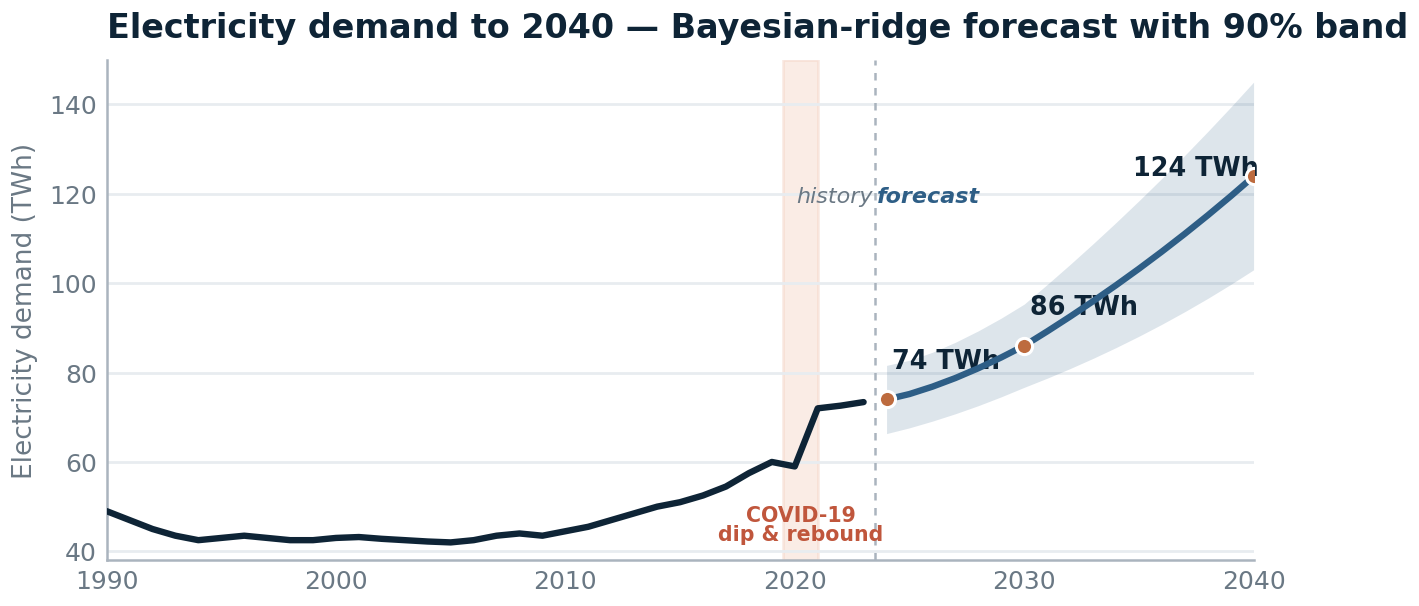 Electricity demand to 2040 — Bayesian-ridge forecast with 90% band
Electricity demand (TWh)
140
120
100
80
60
40
history
forecast
124 TWh
86 TWh
74 TWh
COVID-19
dip & rebound
1990
2000
2010
2020
2030
2040